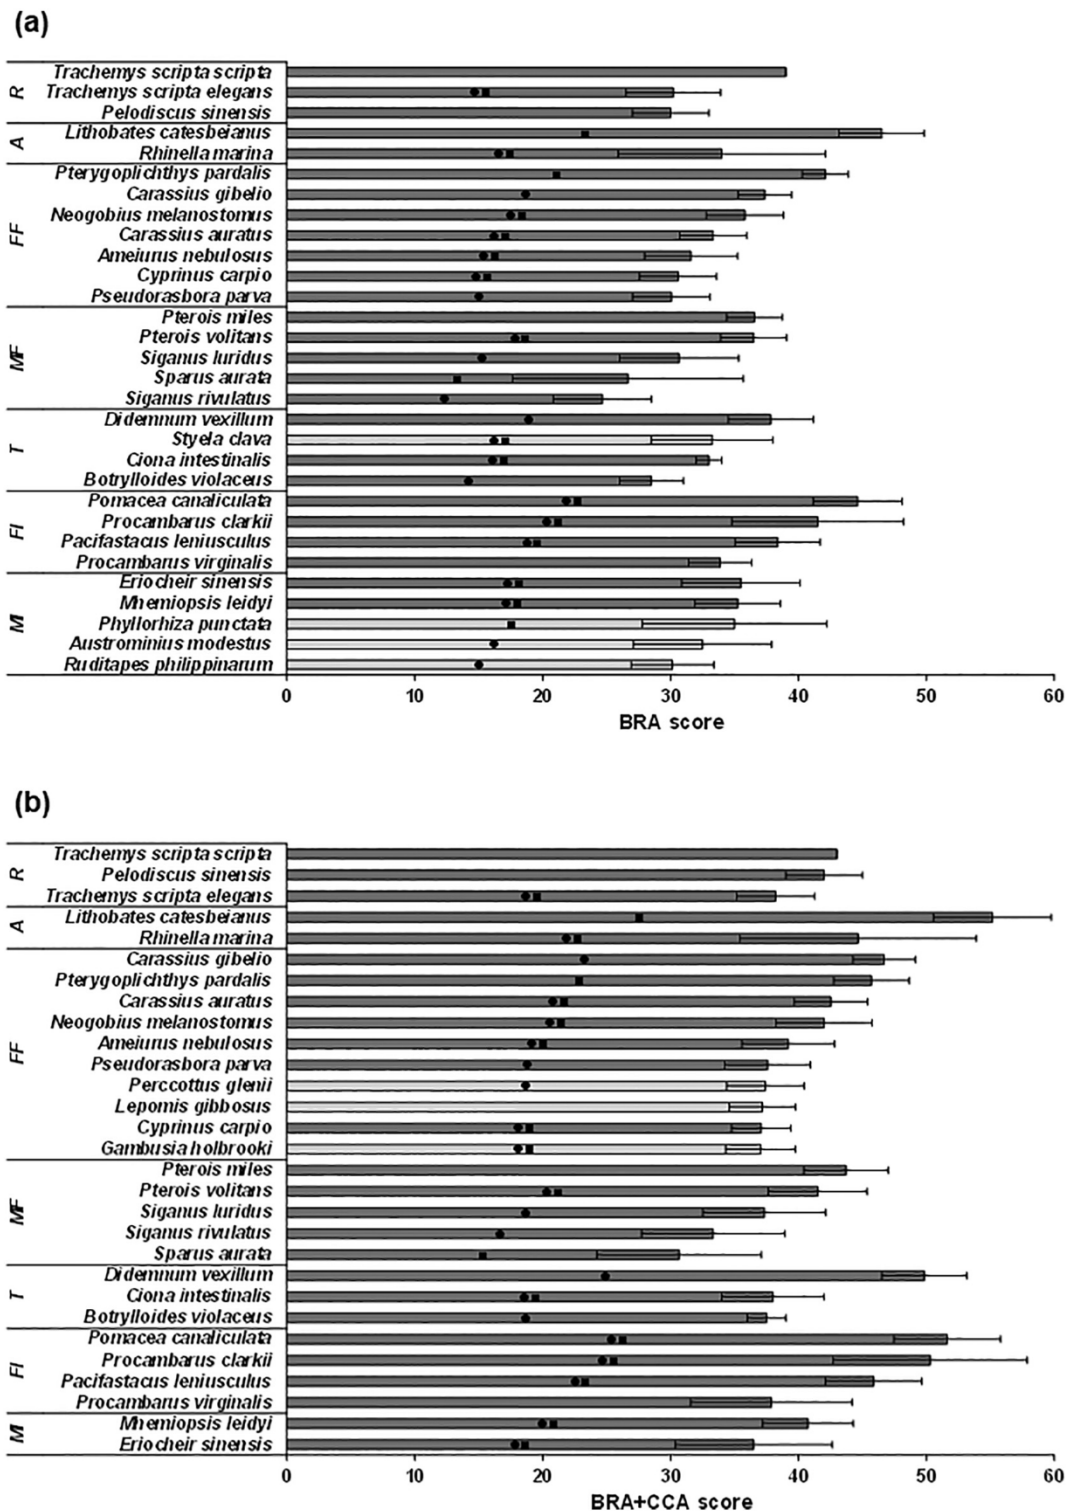 (a)
R
Trachemys scripta scripta
Trachemys scripta elegans
Pelodiscus sinensis
A
Lithobates catesbeianus
Rhinella marina
FF
Pterygoplichthys pardalis
Carassius gibelio
Neogobius melanostomus
Carassius auratus
Ameiurus nebulosus
Cyprinus carpio
Pseudorasbora parva
MF
Pterois miles
Pterois volitans
Siganus luridus
Sparus aurata
Siganus rivulatus
T
Didemnum vexillum
Styela clava
Ciona intestinalis
Botrylloides violaceus
FI
Pomacea canaliculata
Procambarus clarkii
Pacifastacus leniusculus
Procambarus virginalis
MI
Eriocheir sinensis
Mnemiopsis leidyi
Phyllorhiza punctata
Austrominius modestus
Ruditapes philippinarum
0 10 20 30 40 50 60
BRA score
(b)
R
Trachemys scripta scripta
Pelodiscus sinensis
Trachemys scripta elegans
A
Lithobates catesbeianus
Rhinella marina
FF
Carassius gibelio
Pterygoplichthys pardalis
Carassius auratus
Neogobius melanostomus
Ameiurus nebulosus
Pseudorasbora parva
Perccottus glenii
Lepomis gibbosus
Cyprinus carpio
Gambusia holbrooki
MF
Pterois miles
Pterois volitans
Siganus luridus
Siganus rivulatus
Sparus aurata
T
Didemnum vexillum
Ciona intestinalis
Botrylloides violaceus
FI
Pomacea canaliculata
Procambarus clarkii
Pacifastacus leniusculus
Procambarus virginalis
MI
Mnemiopsis leidyi
Eriocheir sinensis
0 10 20 30 40 50 60
BRA+CCA score